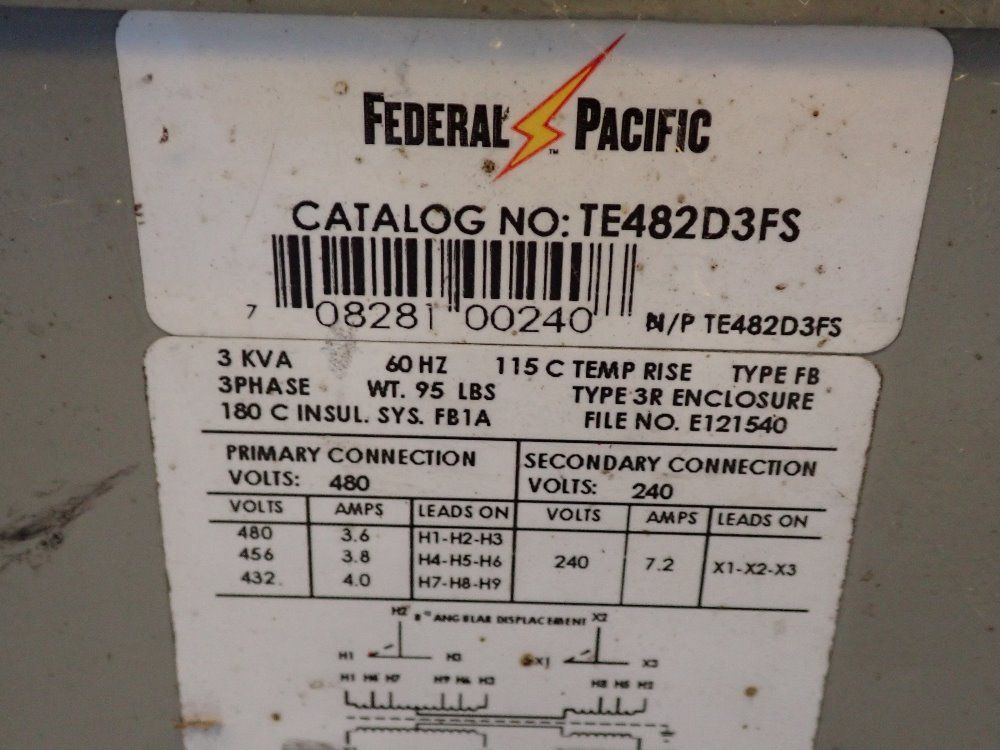 FEDERAL PACIFIC
™
CATALOG NO: TE482D3FS
7 08281 00240
N/P TE482D3FS
3 KVA 60 HZ 115 C TEMP RISE TYPE FB
3PHASE WT. 95 LBS TYPE 3R ENCLOSURE
180 C INSUL. SYS. FB1A FILE NO. E121540
PRIMARY CONNECTION SECONDARY CONNECTION
VOLTS: 480 VOLTS: 240
VOLTS AMPS LEADS ON VOLTS AMPS LEADS ON
480 3.6 H1-H2-H3
456 3.8 H4-H5-H6 240 7.2 X1-X2-X3
432 4.0 H7-H8-H9
H2 ANGULAR DISPLACEMENT X2
H1 H3 X1 X3